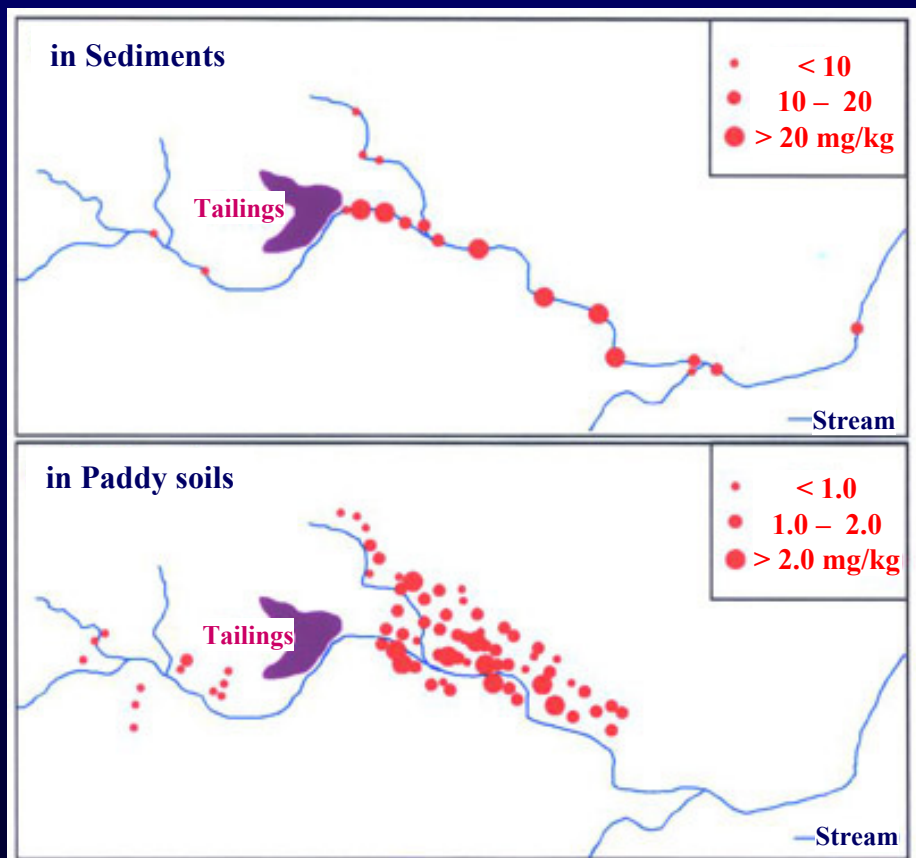 in Sediments
< 10
10 – 20
> 20 mg/kg
Tailings
Stream
in Paddy soils
< 1.0
1.0 – 2.0
> 2.0 mg/kg
Tailings
Stream